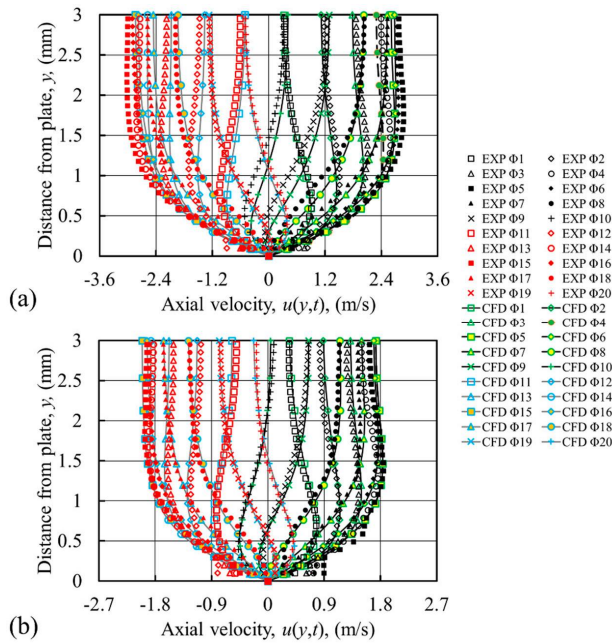 3
2.5
2
1.5
1
0.5
0
Distance from plate, y, (mm)
-3.6 -2.4 -1.2 0 1.2 2.4 3.6
(a) Axial velocity, u(y,t), (m/s)
3
2.5
2
1.5
1
0.5
0
Distance from plate, y, (mm)
-2.7 -1.8 -0.9 0 0.9 1.8 2.7
(b) Axial velocity, u(y,t), (m/s)
EXP Φ1 EXP Φ2
EXP Φ3 EXP Φ4
EXP Φ5 EXP Φ6
EXP Φ7 EXP Φ8
EXP Φ9 EXP Φ10
EXP Φ11 EXP Φ12
EXP Φ13 EXP Φ14
EXP Φ15 EXP Φ16
EXP Φ17 EXP Φ18
EXP Φ19 EXP Φ20
CFD Φ1 CFD Φ2
CFD Φ3 CFD Φ4
CFD Φ5 CFD Φ6
CFD Φ7 CFD Φ8
CFD Φ9 CFD Φ10
CFD Φ11 CFD Φ12
CFD Φ13 CFD Φ14
CFD Φ15 CFD Φ16
CFD Φ17 CFD Φ18
CFD Φ19 CFD Φ20